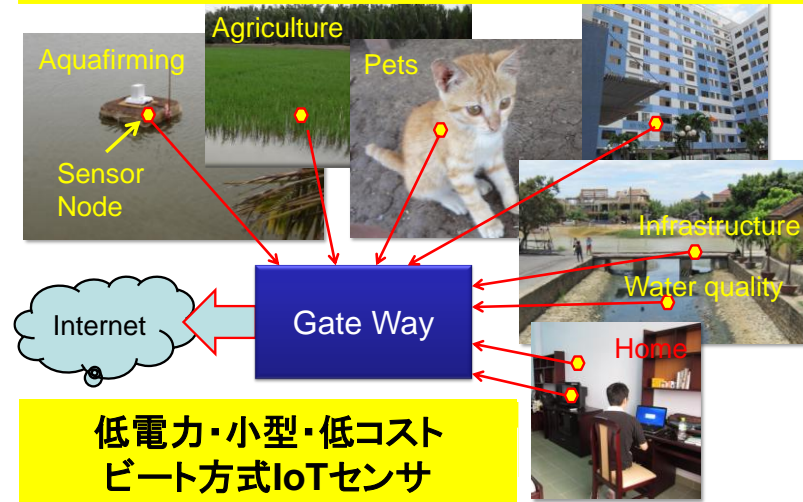 Aquafirming
Agriculture
Pets
Sensor
Node
Infrastructure
Water quality
Internet
Gate Way
Home
低電力・小型・低コスト
ビート方式IoTセンサ